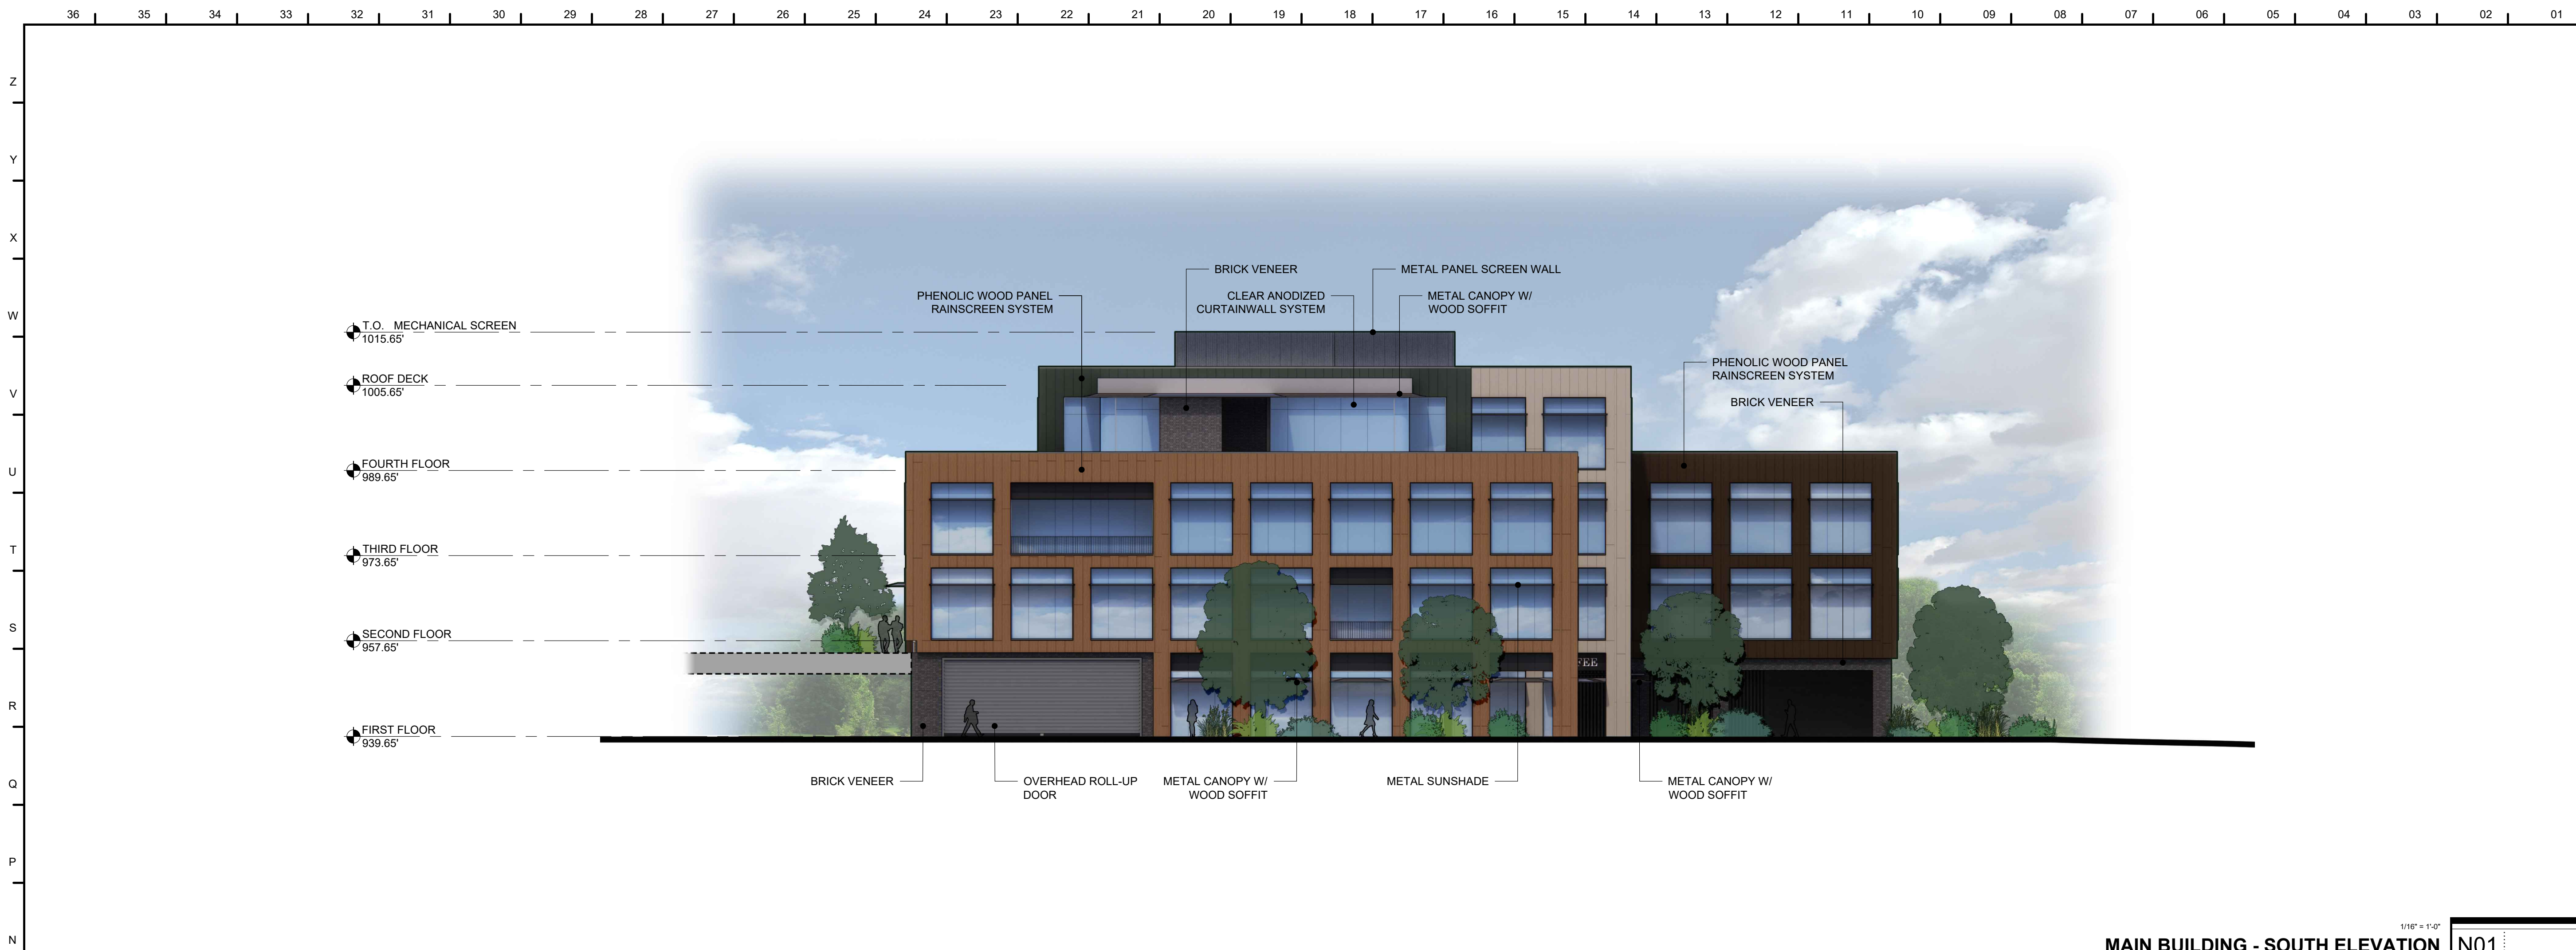 36 35 34 33 32 31 30 29 28 27 26 25 24 23 22 21 20 19 18 17 16 15 14 13 12 11 10 09 08 07 06 05 04 03 02 01
Z
Y
X
W
V
U
T
S
R
Q
P
N
BRICK VENEER
METAL PANEL SCREEN WALL
PHENOLIC WOOD PANEL
RAINSCREEN SYSTEM
CLEAR ANODIZED
CURTAINWALL SYSTEM
METAL CANOPY W/
WOOD SOFFIT
T.O. MECHANICAL SCREEN
1015.65'
PHENOLIC WOOD PANEL
RAINSCREEN SYSTEM
ROOF DECK
1005.65'
BRICK VENEER
FOURTH FLOOR
989.65'
THIRD FLOOR
973.65'
SECOND FLOOR
957.65'
FEE
FIRST FLOOR
939.65'
BRICK VENEER
OVERHEAD ROLL-UP
DOOR
METAL CANOPY W/
WOOD SOFFIT
METAL SUNSHADE
METAL CANOPY W/
WOOD SOFFIT
1/16" = 1'-0"
MAIN BUILDING - SOUTH ELEVATION
N01